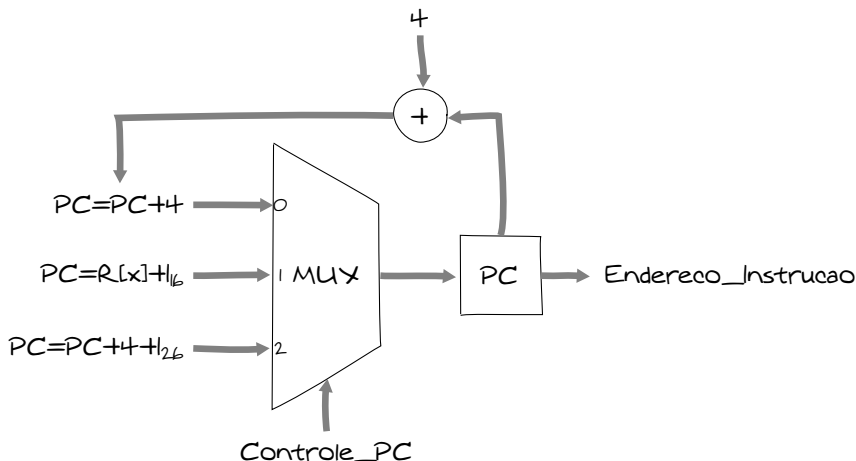 4
+
PC=PC+4
0
PC=R[x]+I16
1
MUX
PC
Endereco_Instrucao
PC=PC+4+I26
2
Controle_PC